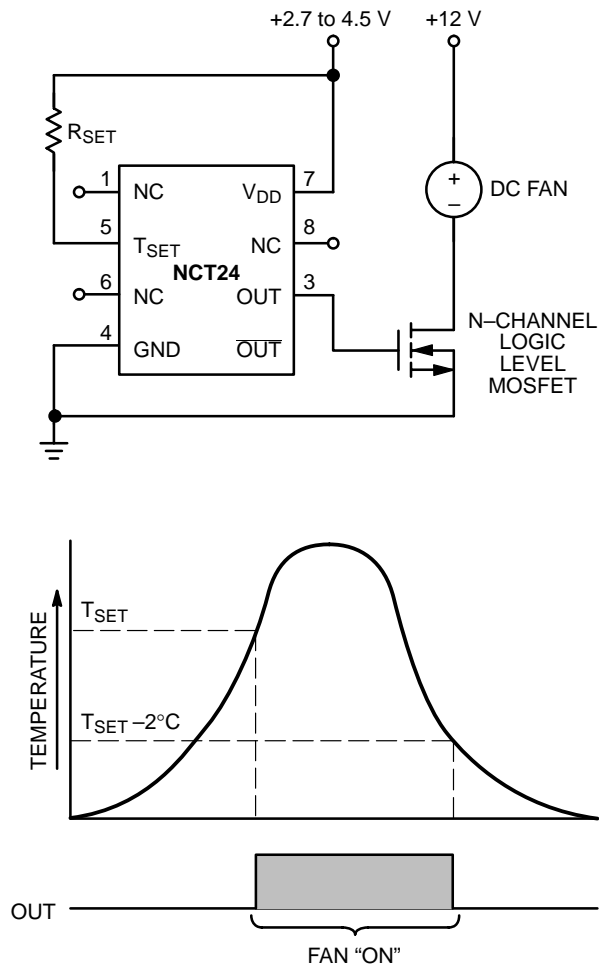 +2.7 to 4.5 V
+12 V
RSET
1
NC
VDD
7
5
TSET
NC
8
NCT24
6
NC
OUT
3
4
GND
OUT
+
–
DC FAN
N–CHANNEL
LOGIC
LEVEL
MOSFET
TEMPERATURE
TSET
TSET –2°C
OUT
FAN “ON”